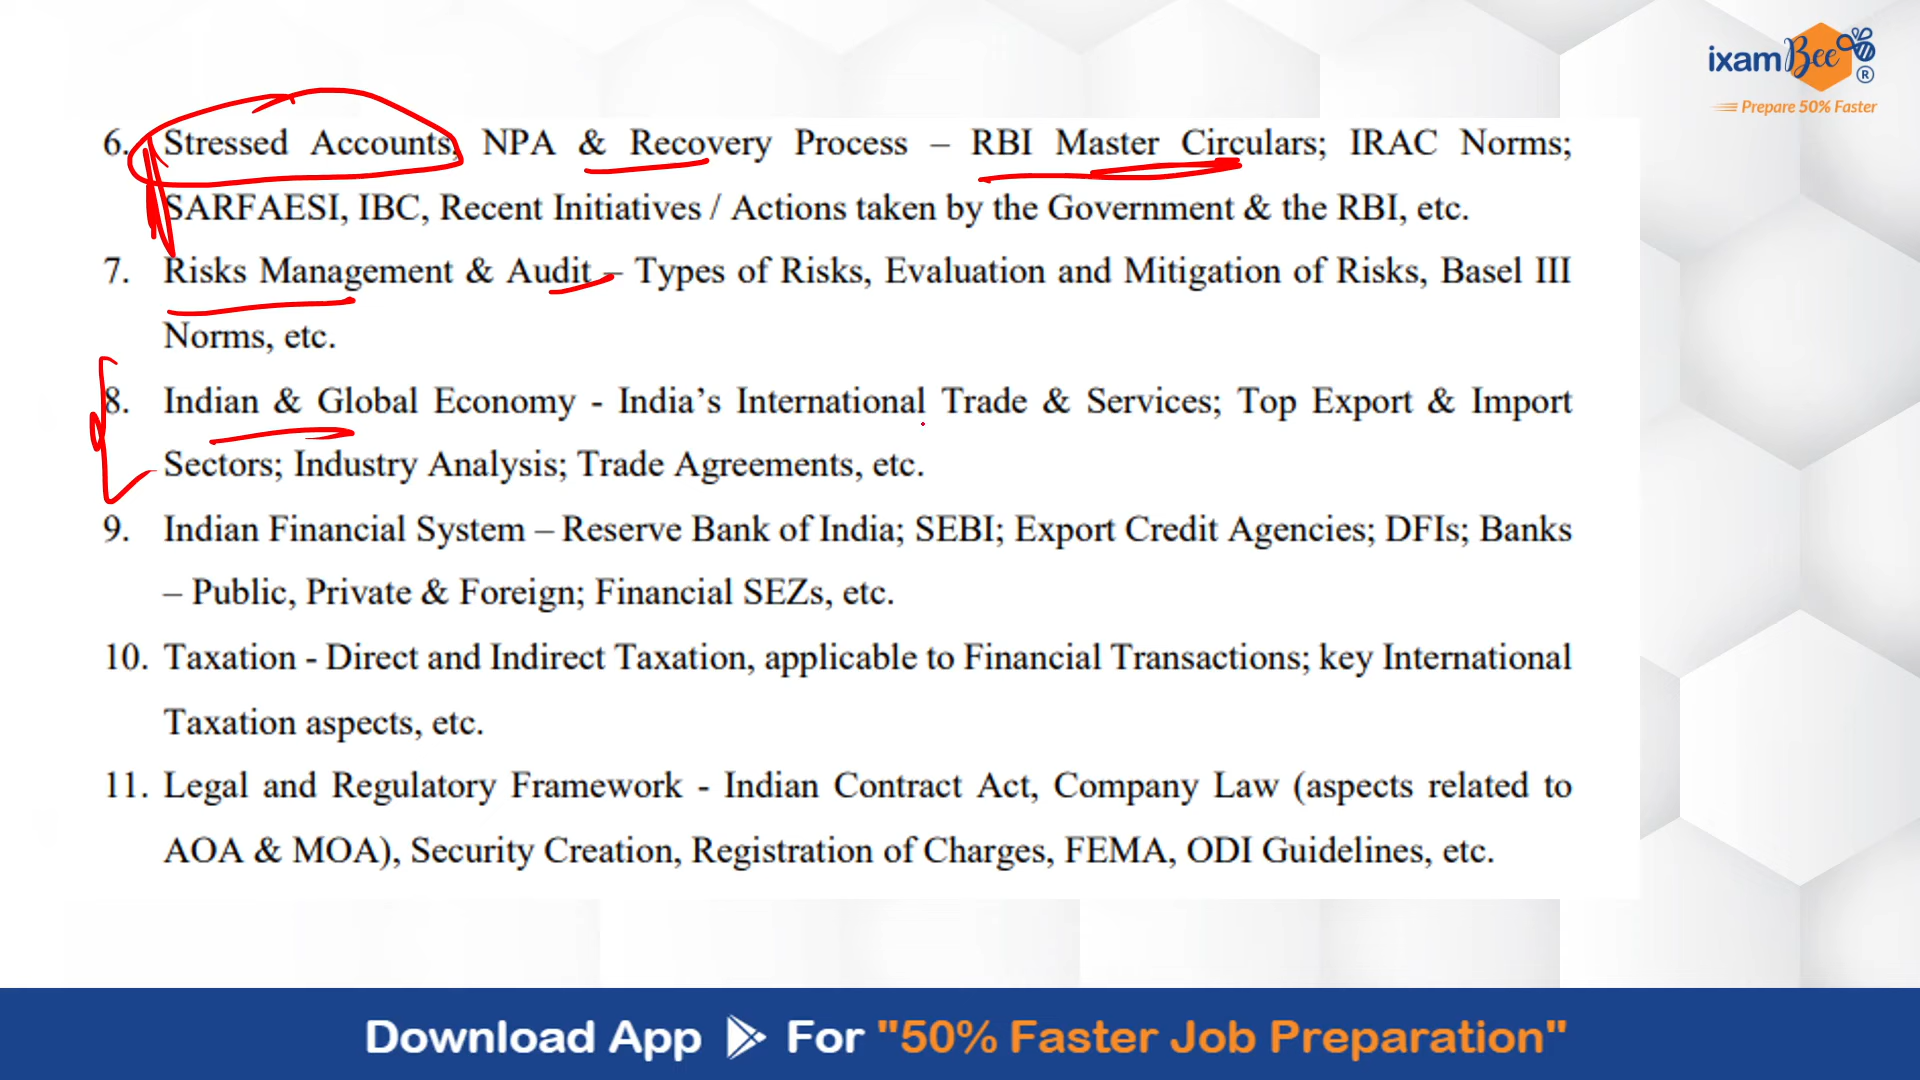 ixamBee
®
Prepare 50% Faster
6. Stressed Accounts, NPA & Recovery Process – RBI Master Circulars; IRAC Norms;
SARFAESI, IBC, Recent Initiatives / Actions taken by the Government & the RBI, etc.
7. Risks Management & Audit – Types of Risks, Evaluation and Mitigation of Risks, Basel III
Norms, etc.
8. Indian & Global Economy - India's International Trade & Services; Top Export & Import
Sectors; Industry Analysis; Trade Agreements, etc.
9. Indian Financial System – Reserve Bank of India; SEBI; Export Credit Agencies; DFIs; Banks
– Public, Private & Foreign; Financial SEZs, etc.
10. Taxation - Direct and Indirect Taxation, applicable to Financial Transactions; key International
Taxation aspects, etc.
11. Legal and Regulatory Framework - Indian Contract Act, Company Law (aspects related to
AOA & MOA), Security Creation, Registration of Charges, FEMA, ODI Guidelines, etc.
Download App For "50% Faster Job Preparation"